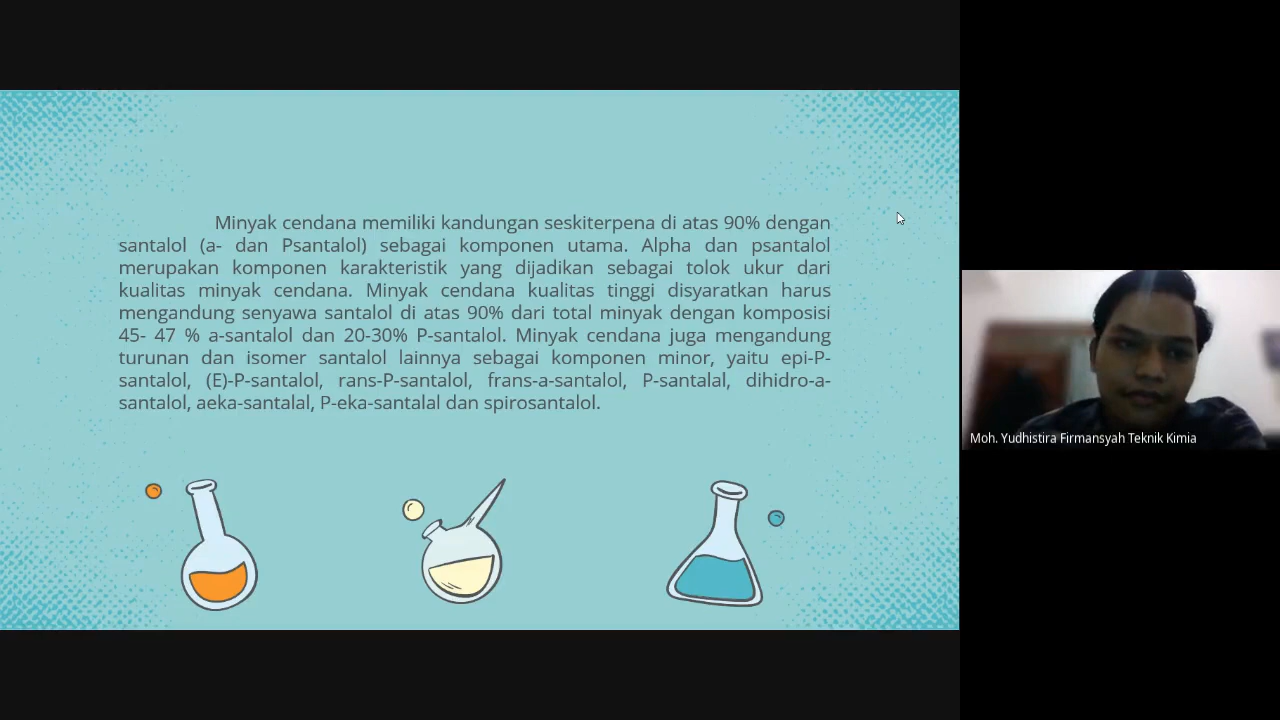 Minyak cendana memiliki kandungan seskiterpena di atas 90% dengan
santalol (a- dan Psantalol) sebagai komponen utama. Alpha dan psantalol
merupakan komponen karakteristik yang dijadikan sebagai tolok ukur dari
kualitas minyak cendana. Minyak cendana kualitas tinggi disyaratkan harus
mengandung senyawa santalol di atas 90% dari total minyak dengan komposisi
45- 47 % a-santalol dan 20-30% P-santalol. Minyak cendana juga mengandung
turunan dan isomer santalol lainnya sebagai komponen minor, yaitu epi-P-
santalol, (E)-P-santalol, rans-P-santalol, frans-a-santalol, P-santalal, dihidro-a-
santalol, aeka-santalal, P-eka-santalal dan spirosantalol.
Moh. Yudhistira Firmansyah Teknik Kimia